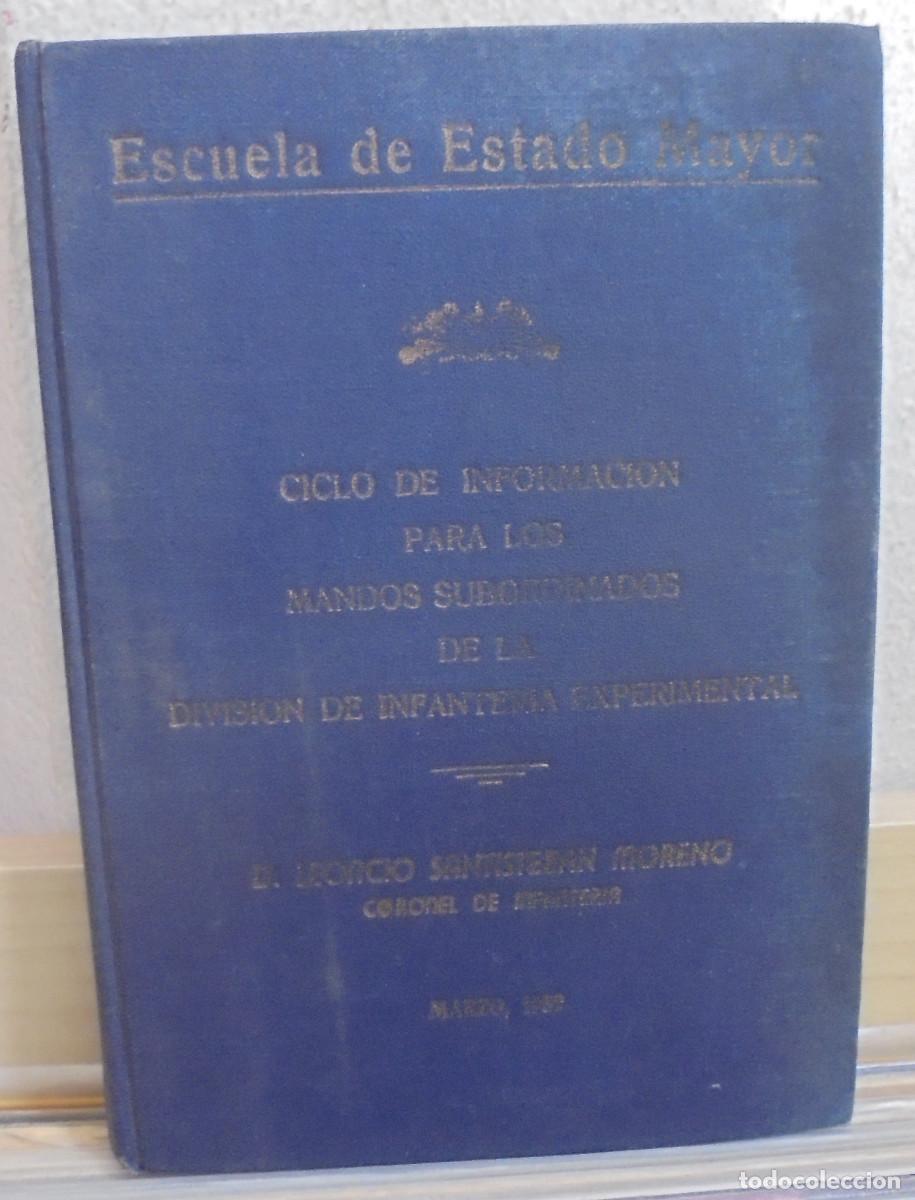 Escuela de Estado Mayor
CICLO DE INFORMACION
PARA LOS
MANDOS SUBORDINADOS
DE LA
DIVISION DE INFANTERIA EXPERIMENTAL
D. LEONCIO SANTISTEBAN MORENO
CORONEL DE INFANTERIA
MARZO,
todocoleccion